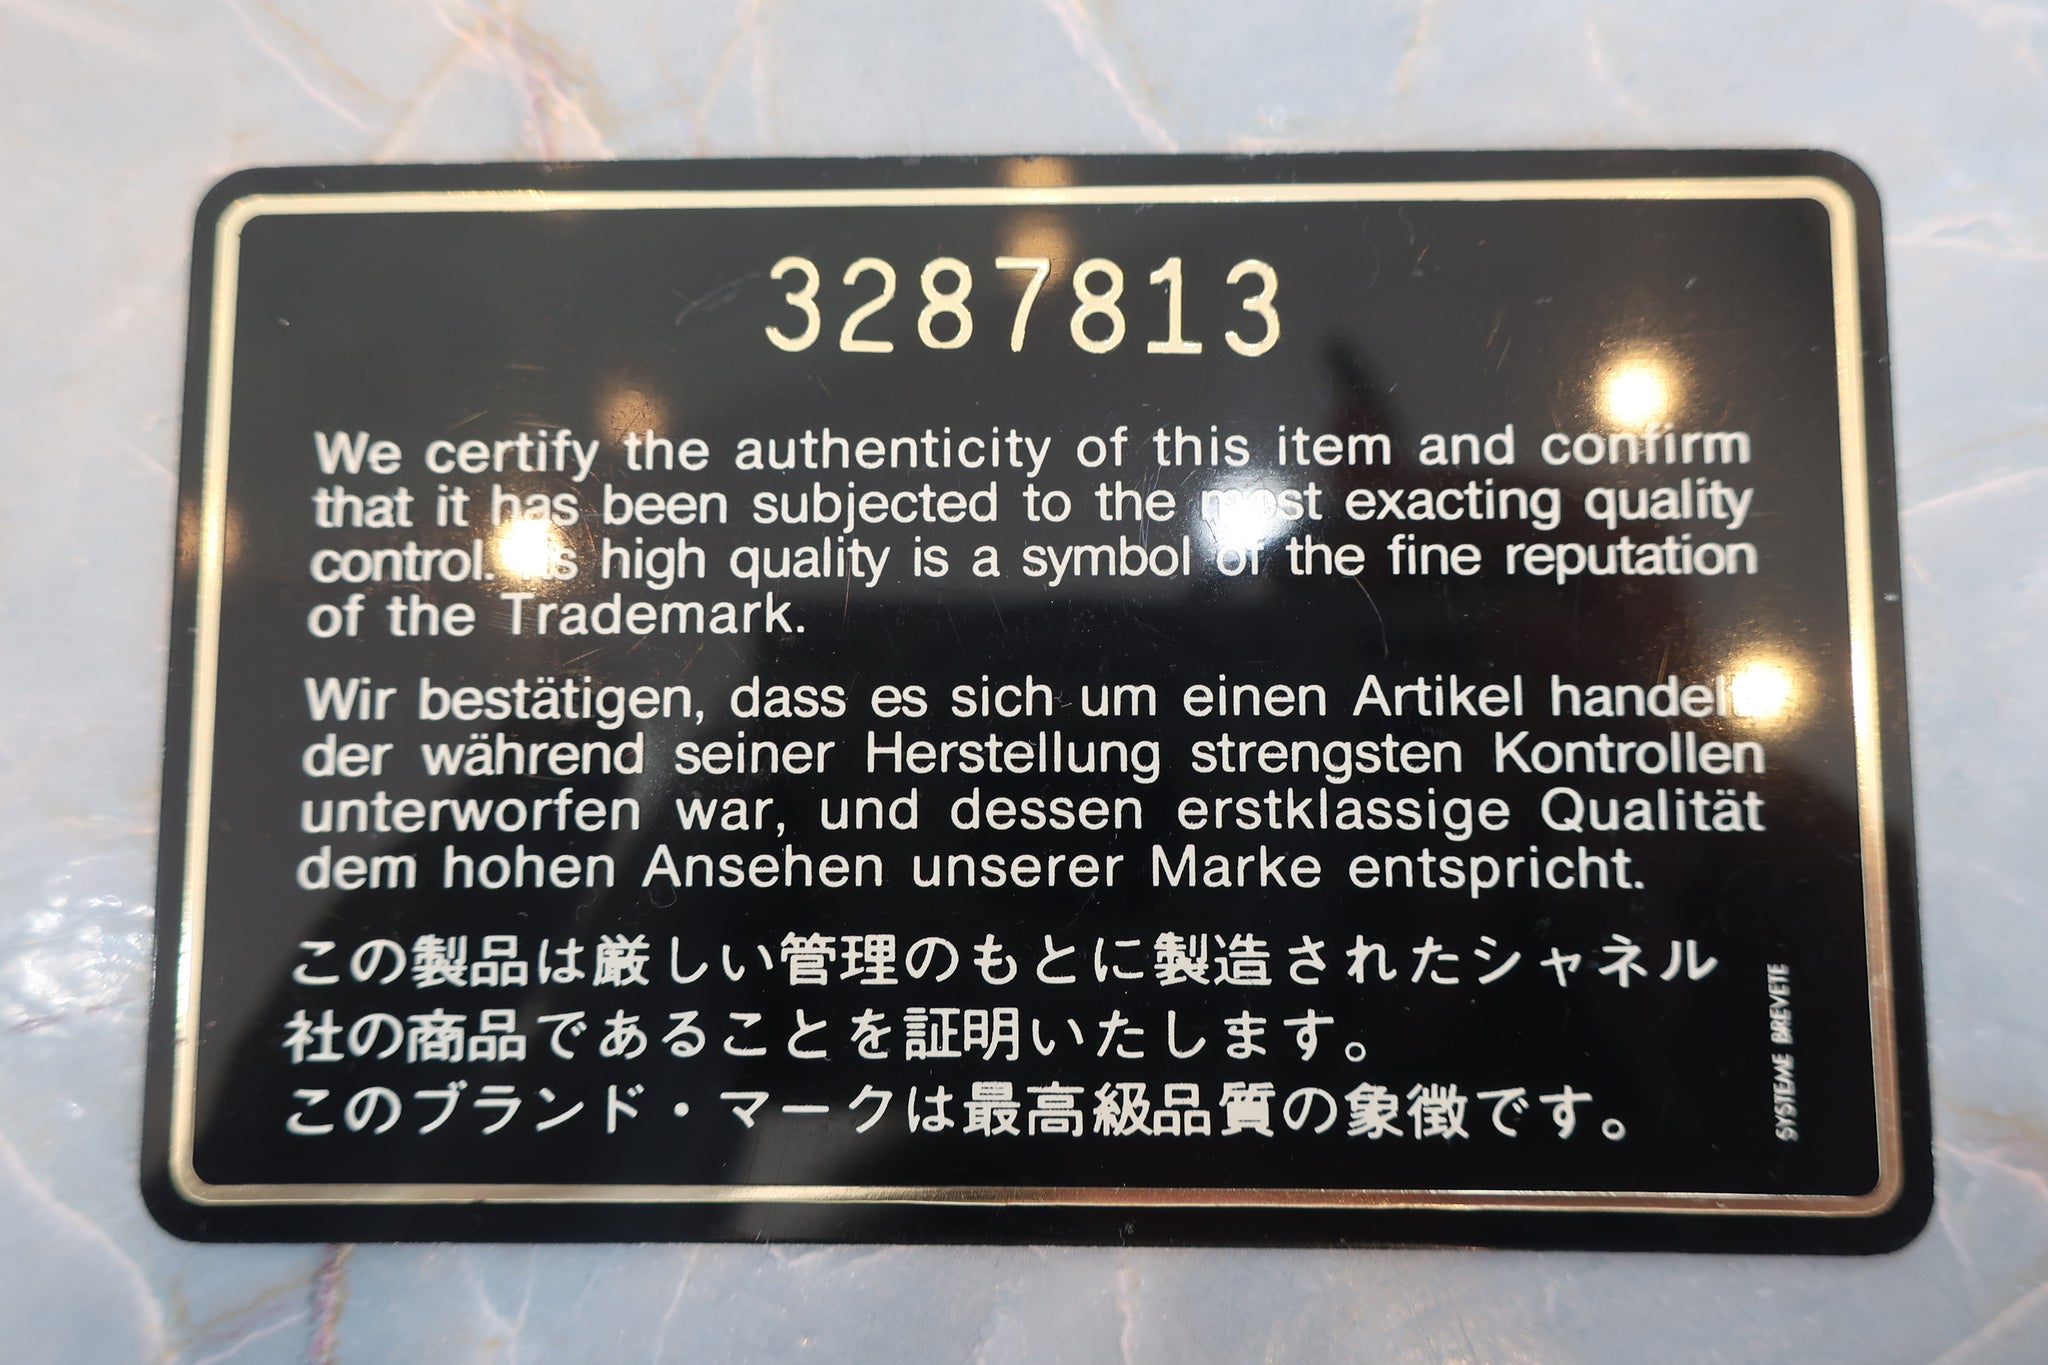 3287813
We certify the authenticity of this item and confirm
that it has been subjected to the most exacting quality
control. Its high quality is a symbol of the fine reputation
of the Trademark.
Wir bestätigen, dass es sich um einen Artikel handelt,
der während seiner Herstellung strengsten Kontrollen
unterworfen war, und dessen erstklassige Qualität
dem hohen Ansehen unserer Marke entspricht.
この製品は厳しい管理のもとに製造されたシャネル
社の商品であることを証明いたします。
このブランド・マークは最高級品質の象徴です。
SYSTEME BREVETE